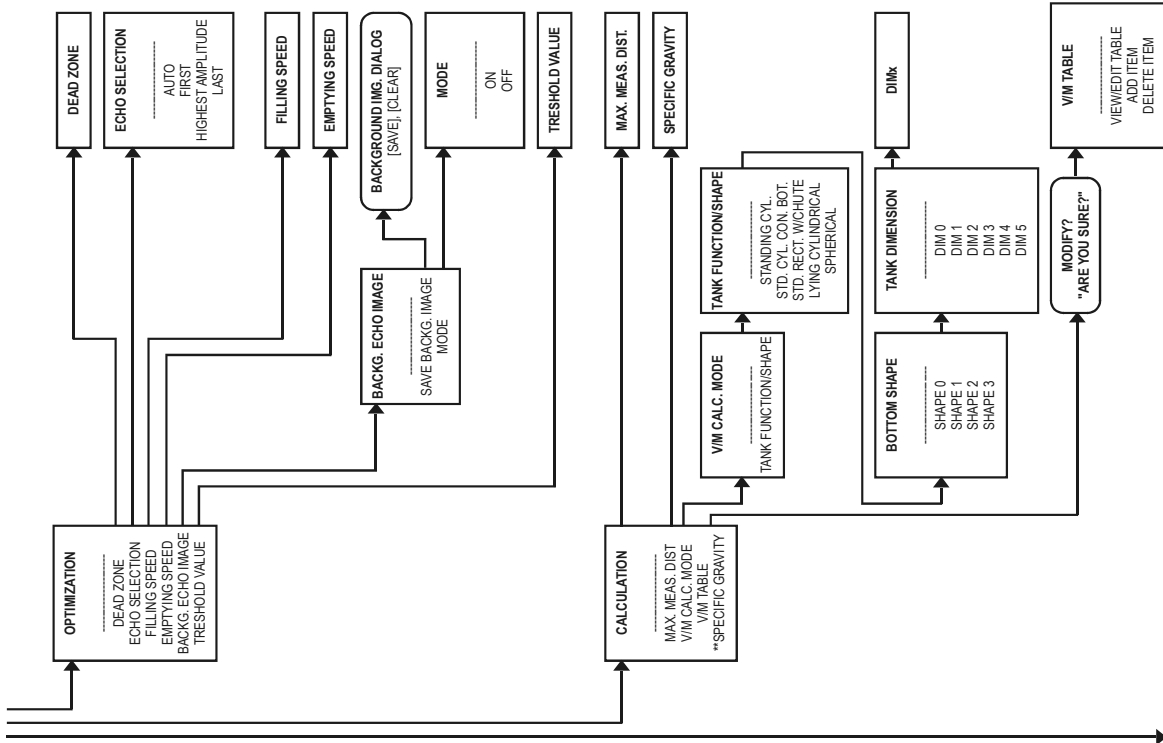 OPTIMIZATION
--------------------
DEAD ZONE
ECHO SELECTION
FILLING SPEED
EMPTYING SPEED
BACKG. ECHO IMAGE
TRESHOLD VALUE
DEAD ZONE
ECHO SELECTION
--------------------
AUTO
FIRST
HIGHEST AMPLITUDE
LAST
FILLING SPEED
EMPTYING SPEED
BACKG. ECHO IMAGE
--------------------
SAVE BACKG. IMAGE
MODE
BACKGROUND IMG. DIALOG
[SAVE], [CLEAR]
MODE
--------------------
ON
OFF
TRESHOLD VALUE
CALCULATION
--------------------
MAX. MEAS. DIST
V/M CALC. MODE
V/M TABLE
**SPECIFIC GRAVITY
MAX. MEAS. DIST.
SPECIFIC GRAVITY
V/M CALC. MODE
--------------------
TANK FUNCTION/SHAPE
TANK FUNCTION/SHAPE
--------------------
STANDING CYL.
STD. CYL. CON. BOT.
STD. RECT. W/CHUTE
LYING CYLINDRICAL
SPHERICAL
BOTTOM SHAPE
--------------------
SHAPE 0
SHAPE 1
SHAPE 2
SHAPE 3
TANK DIMENSION
--------------------
DIM 0
DIM 1
DIM 2
DIM 3
DIM 4
DIM 5
DIMx
MODIFY?
"ARE YOU SURE?"
V/M TABLE
--------------------
VIEW/EDIT TABLE
ADD ITEM
DELETE ITEM